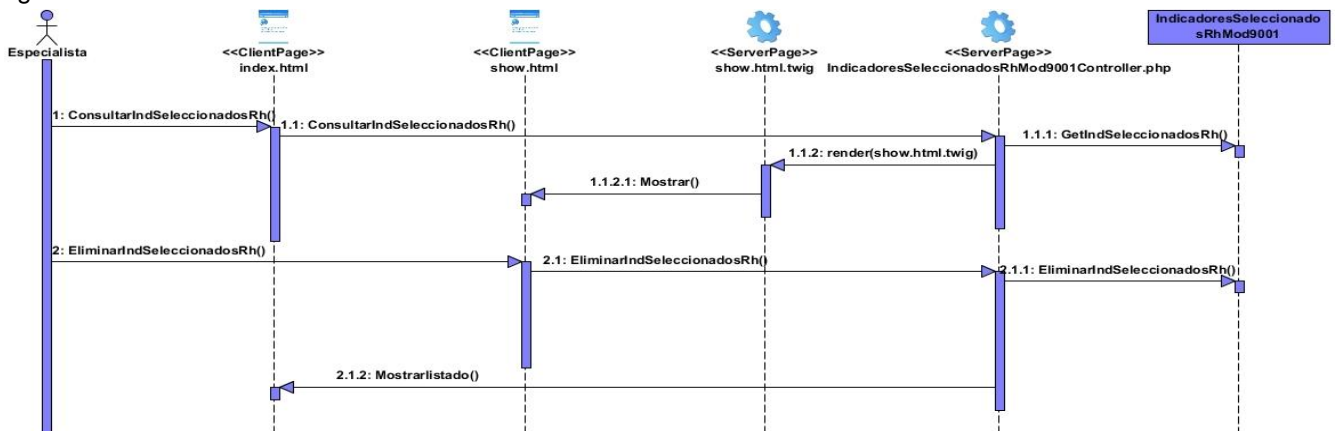 IndicadoresSeleccionado
sRhMod9001
Especialista
<<ClientPage>>
index.html
<<ClientPage>>
show.html
<<ServerPage>>
show.html.twig
<<ServerPage>>
IndicadoresSeleccionadosRhMod9001Controller.php
1: ConsultarIndSeleccionadosRh()
1.1: ConsultarIndSeleccionadosRh()
1.1.1: GetIndSeleccionadosRh()
1.1.2: render(show.html.twig)
1.1.2.1: Mostrar()
2: EliminarIndSeleccionadosRh()
2.1: EliminarIndSeleccionadosRh()
2.1.1: EliminarIndSeleccionadosRh()
2.1.2: Mostrarlistado()